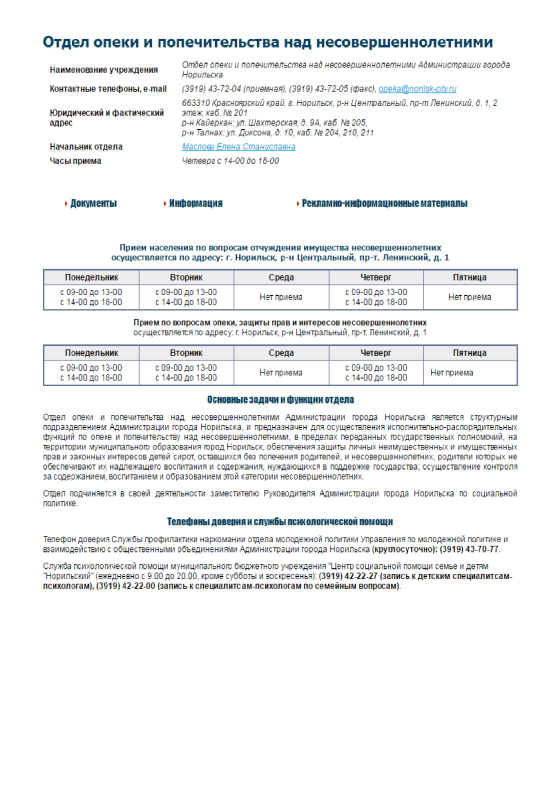 Отдел опеки и попечительства над несовершеннолетними
Наименование учреждения
Отдел опеки и попечительства над несовершеннолетними Администрации города
Норильска
Контактные телефоны, e-mail
(3919) 43-72-04 (приемная), (3919) 43-72-05 (факс), opeka@norilsk-city.ru
Юридический и фактический
адрес
663310 Красноярский край, г. Норильск, р-н Центральный, пр-т Ленинский, д. 1, 2
этаж, каб. № 201
р-н Кайеркан: ул. Шахтерская, д. 9А, каб. № 205,
р-н Талнах: ул. Диксона, д. 10, каб. № 204, 210, 211
Начальник отдела
Маслова Елена Станиславна
Часы приема
Четверг с 14-00 до 18-00
Документы
Информация
Рекламно-информационные материалы
Прием населения по вопросам отчуждения имущества несовершеннолетних
осуществляется по адресу: г. Норильск, р-н Центральный, пр-т. Ленинский, д. 1
Понедельник Вторник Среда Четверг Пятница
с 09-00 до 13-00 с 09-00 до 13-00 Нет приема с 09-00 до 13-00 Нет приема
с 14-00 до 18-00 с 14-00 до 18-00 с 14-00 до 18-00
Прием по вопросам опеки, защиты прав и интересов несовершеннолетних
осуществляется по адресу: г. Норильск, р-н Центральный, пр-т. Ленинский, д. 1
Понедельник Вторник Среда Четверг Пятница
с 09-00 до 13-00 с 09-00 до 13-00 Нет приема с 09-00 до 13-00 Нет приема
с 14-00 до 18-00 с 14-00 до 18-00 с 14-00 до 18-00
Основные задачи и функции отдела
Отдел опеки и попечительства над несовершеннолетними Администрации города Норильска является структурным
подразделением Администрации города Норильска, и предназначен для осуществления исполнительно-распорядительных
функций по опеке и попечительству над несовершеннолетними, в пределах переданных государственных полномочий, на
территории муниципального образования город Норильск, обеспечения защиты личных неимущественных и имущественных
прав и законных интересов детей сирот, оставшихся без попечения родителей, и несовершеннолетних, родители которых не
обеспечивают их надлежащего воспитания и содержания, нуждающихся в поддержке государства; осуществление контроля
за содержанием, воспитанием и образованием этой категории несовершеннолетних.
Отдел подчиняется в своей деятельности заместителю Руководителя Администрации города Норильска по социальной
политике.
Телефоны доверия и службы психологической помощи
Телефон доверия Службы профилактики наркомании отдела молодежной политики Управления по молодежной политике и
взаимодействию с общественными объединениями Администрации города Норильска (круглосуточно): (3919) 43-70-77.
Служба психологической помощи муниципального бюджетного учреждения "Центр социальной помощи семье и детям
"Норильский" (ежедневно с 9.00 до 20.00, кроме субботы и воскресенья): (3919) 42-22-27 (запись к детским специалитсам-
психологам), (3919) 42-22-00 (запись к специалитсам-психологам по семейным вопросам).